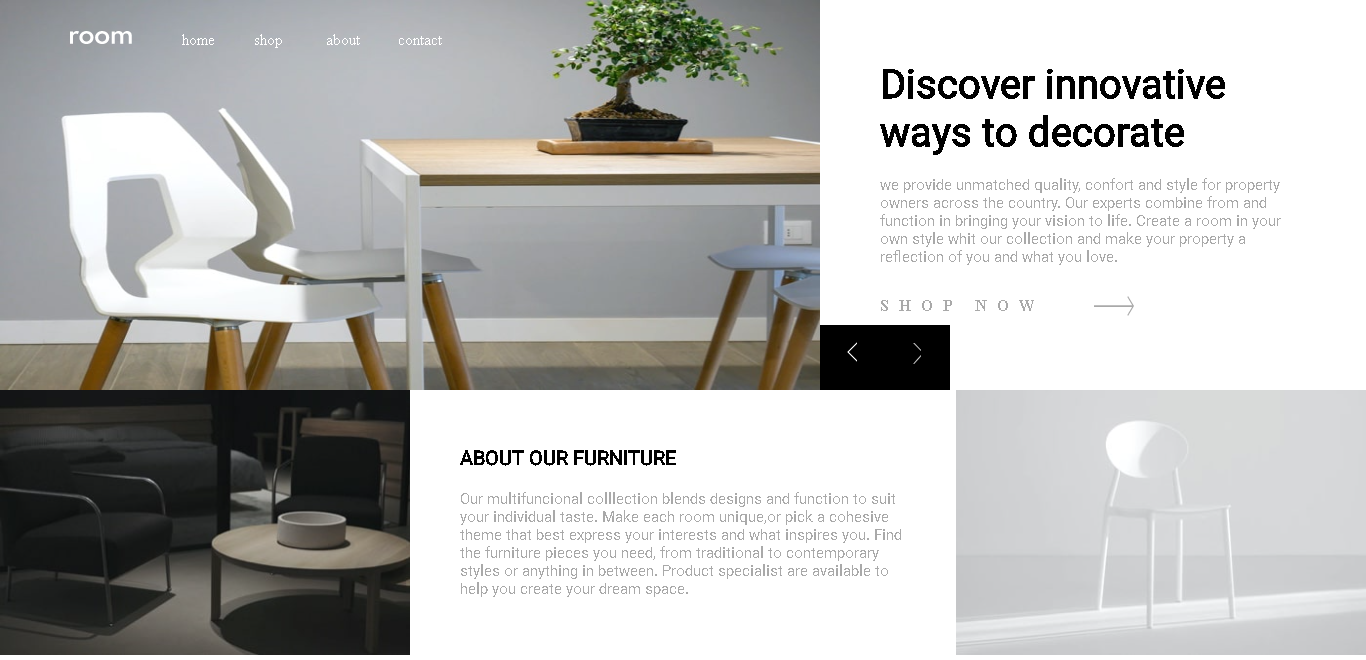 room
home shop about contact
Discover innovative
ways to decorate
we provide unmatched quality, confort and style for property
owners across the country. Our experts combine from and
function in bringing your vision to life. Create a room in your
own style whit our collection and make your property a
reflection of you and what you love.
SHOP NOW
ABOUT OUR FURNITURE
Our multifuncional colllection blends designs and function to suit
your individual taste. Make each room unique,or pick a cohesive
theme that best express your interests and what inspires you. Find
the furniture pieces you need, from traditional to contemporary
styles or anything in between. Product specialist are available to
help you create your dream space.